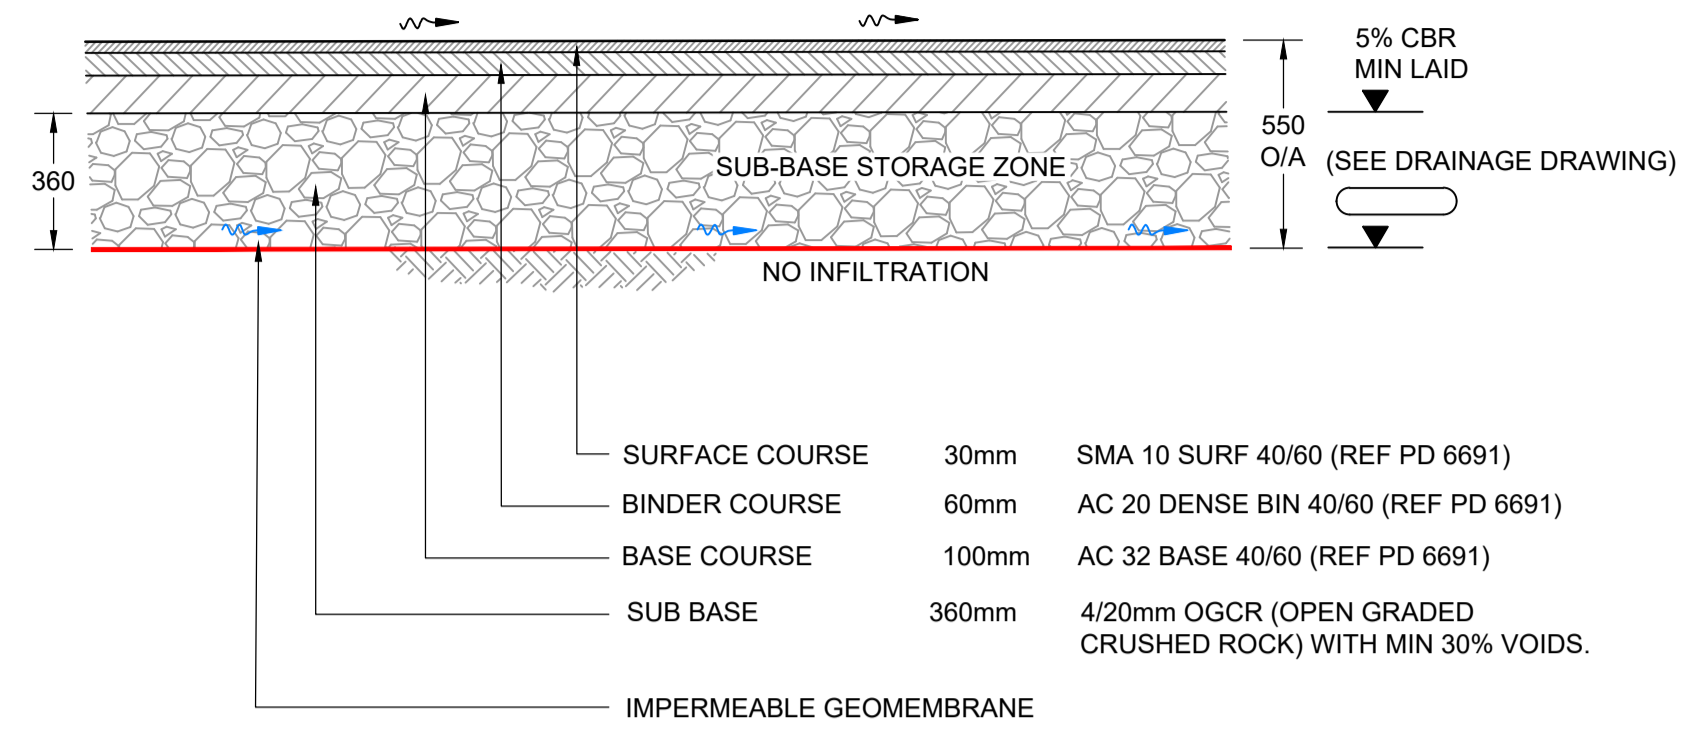 5% CBR
MIN LAID
550
O/A
(SEE DRAINAGE DRAWING)
360
SUB-BASE STORAGE ZONE
NO INFILTRATION
SURFACE COURSE 30mm SMA 10 SURF 40/60 (REF PD 6691)
BINDER COURSE 60mm AC 20 DENSE BIN 40/60 (REF PD 6691)
BASE COURSE 100mm AC 32 BASE 40/60 (REF PD 6691)
SUB BASE 360mm 4/20mm OGCR (OPEN GRADED
CRUSHED ROCK) WITH MIN 30% VOIDS.
IMPERMEABLE GEOMEMBRANE